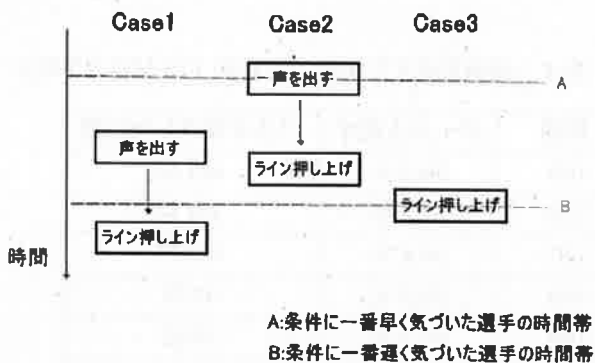 Case1 Case2 Case3
声を出す A
声を出す
ライン押し上げ
ライン押し上げ B
ライン押し上げ
時間
A:条件に一番早く気づいた選手の時間帯
B:条件に一番遅く気づいた選手の時間帯